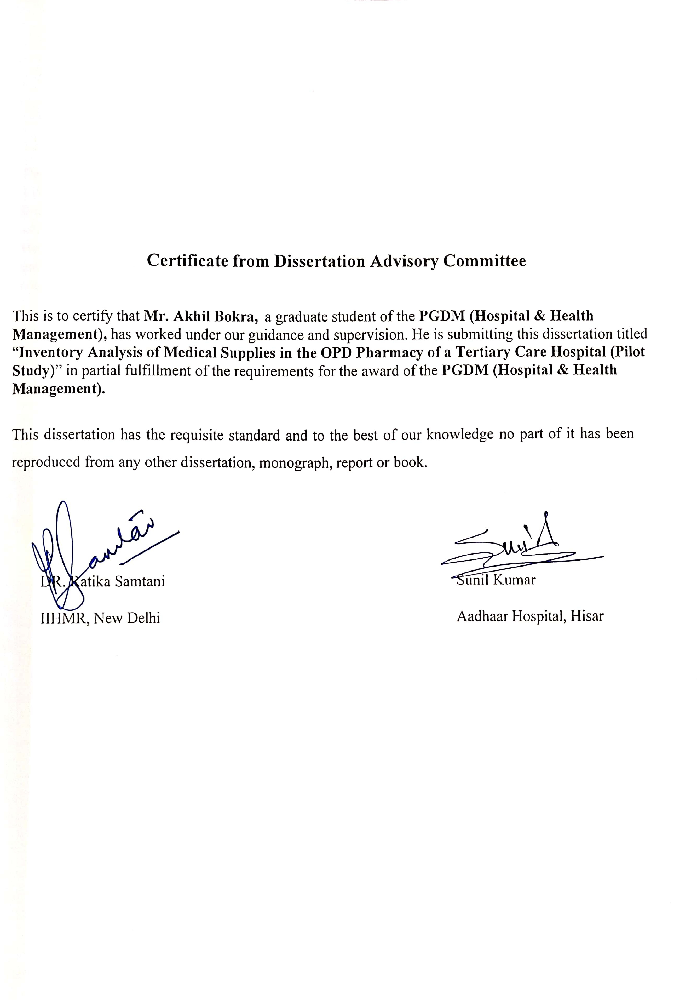 Certificate from Dissertation Advisory Committee
This is to certify that Mr. Akhil Bokra, a graduate student of the PGDM (Hospital & Health
Management), has worked under our guidance and supervision. He is submitting this dissertation titled
“Inventory Analysis of Medical Supplies in the OPD Pharmacy of a Tertiary Care Hospital (Pilot
Study)” in partial fulfillment of the requirements for the award of the PGDM (Hospital & Health
Management).
This dissertation has the requisite standard and to the best of our knowledge no part of it has been
reproduced from any other dissertation, monograph, report or book.
Sunil
DR. Ratika Samtani
Sunil Kumar
IIHMR, New Delhi
Aadhaar Hospital, Hisar